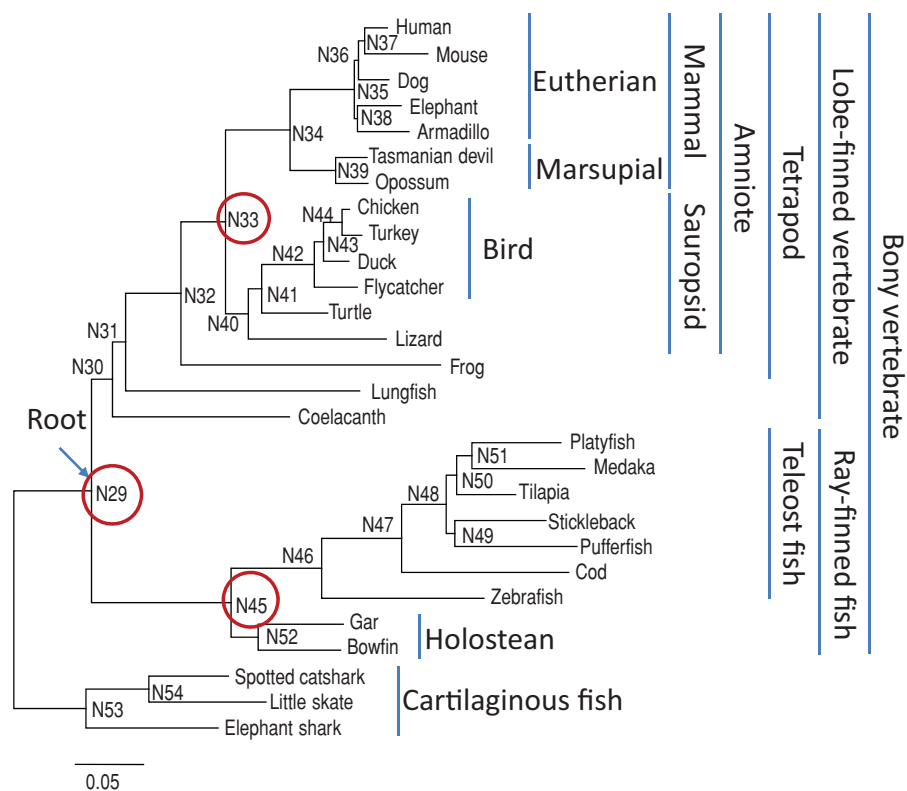 Human
N36
N37
Mouse
Dog
N35
Elephant
N38
Armadillo
N34
Tasmanian devil
N39
Opossum
Eutherian
Marsupial
Mammal
Amniote
Tetrapod
Lobe-finned vertebrate
Bony vertebrate
N33
Chicken
N44
Turkey
N43
Duck
N42
Flycatcher
N41
Turtle
N40
Lizard
Bird
Sauropsid
N32
Frog
N31
Lungfish
N30
Coelacanth
Root
N29
Platyfish
N51
Medaka
N50
Tilapia
N48
Stickleback
N49
Pufferfish
N47
Cod
N46
Zebrafish
N45
Gar
N52
Bowfin
Holostean
Teleost fish
Ray-finned fish
Spotted catshark
N54
Little skate
N53
Elephant shark
Cartilaginous fish
0.05